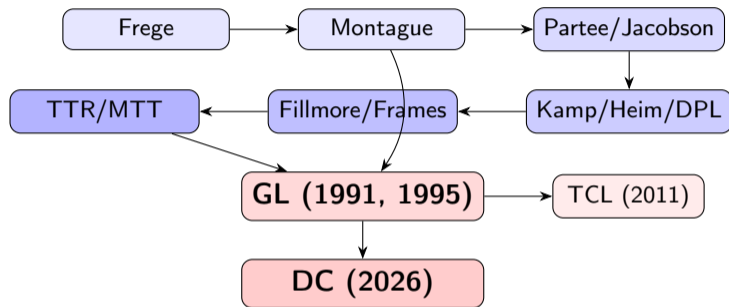 Frege
Montague
Partee/Jacobson
TTR/MTT
Fillmore/Frames
Kamp/Heim/DPL
GL (1991, 1995)
TCL (2011)
DC (2026)